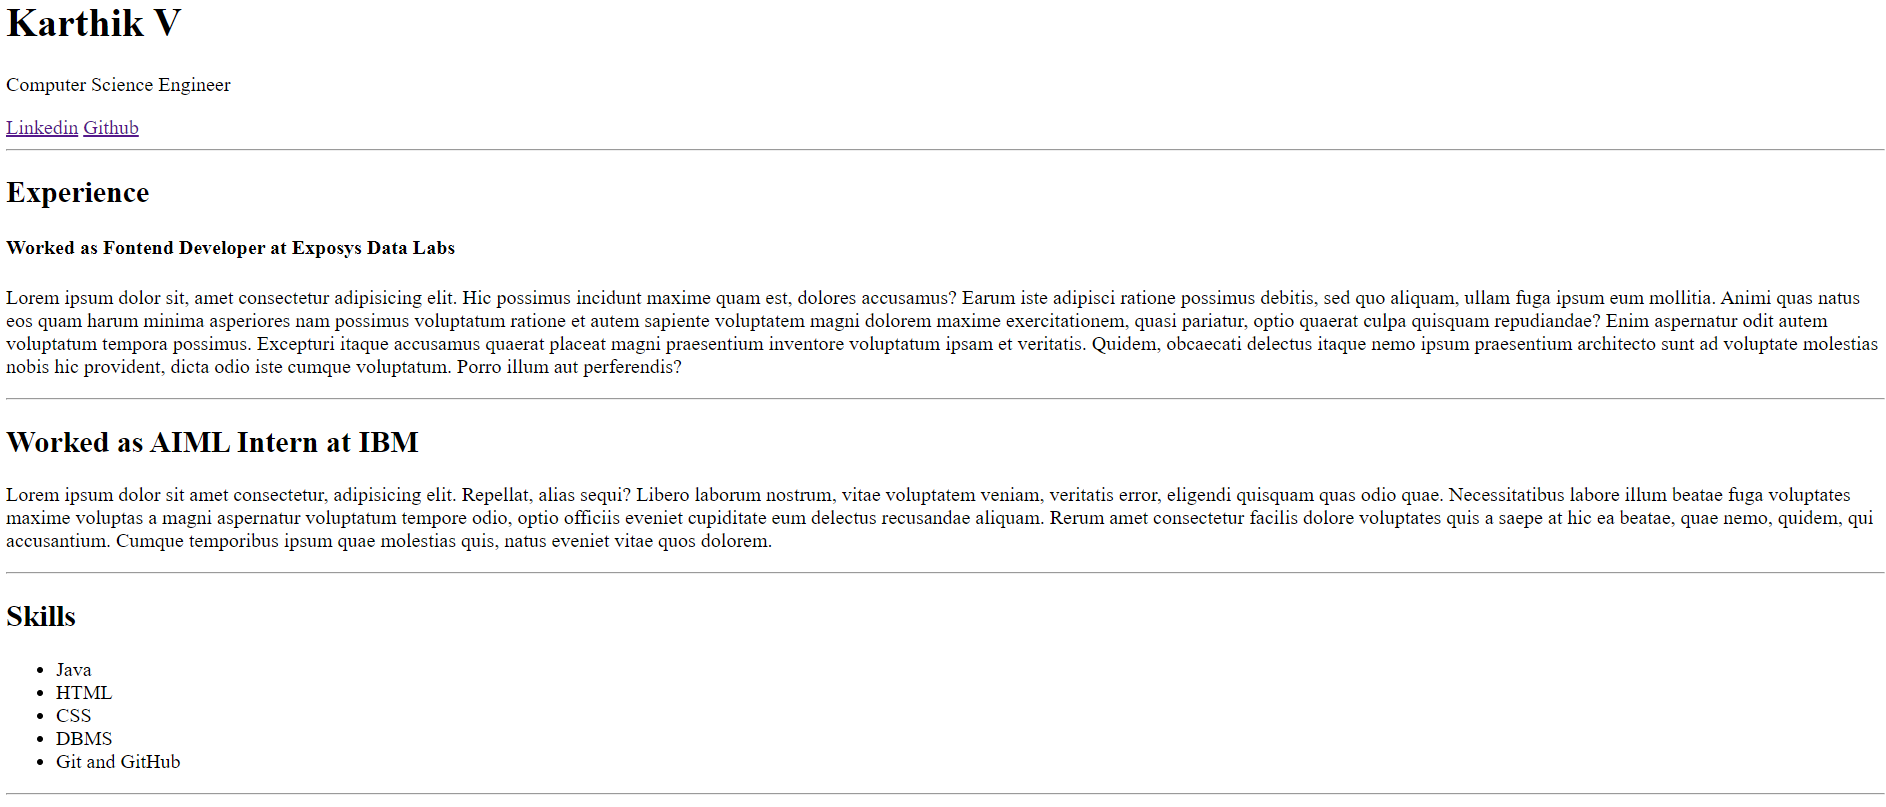 Karthik V
Computer Science Engineer
Linkedin Github
Experience
Worked as Fontend Developer at Exposys Data Labs
Lorem ipsum dolor sit, amet consectetur adipisicing elit. Hic possimus incidunt maxime quam est, dolores accusamus? Earum iste adipisci ratione possimus debitis, sed quo aliquam, ullam fuga ipsum eum mollitia. Animi quas natus
eos quam harum minima asperiores nam possimus voluptatum ratione et autem sapiente voluptatem magni dolorem maxime exercitationem, quasi pariatur, optio quaerat culpa quisquam repudiandae? Enim aspernatur odit autem
voluptatum tempora possimus. Excepturi itaque accusamus quaerat placeat magni praesentium inventore voluptatum ipsam et veritatis. Quidem, obcaecati delectus itaque nemo ipsum praesentium architecto sunt ad voluptate molestias
nobis hic provident, dicta odio iste cumque voluptatum. Porro illum aut perferendis?
Worked as AIML Intern at IBM
Lorem ipsum dolor sit amet consectetur, adipisicing elit. Repellat, alias sequi? Libero laborum nostrum, vitae voluptatem veniam, veritatis error, eligendi quisquam quas odio quae. Necessitatibus labore illum beatae fuga voluptates
maxime voluptas a magni aspernatur voluptatum tempore odio, optio officiis eveniet cupiditate eum delectus recusandae aliquam. Rerum amet consectetur facilis dolore voluptates quis a saepe at hic ea beatae, quae nemo, quidem, qui
accusantium. Cumque temporibus ipsum quae molestias quis, natus eveniet vitae quos dolorem.
Skills
• Java
• HTML
• CSS
• DBMS
• Git and GitHub